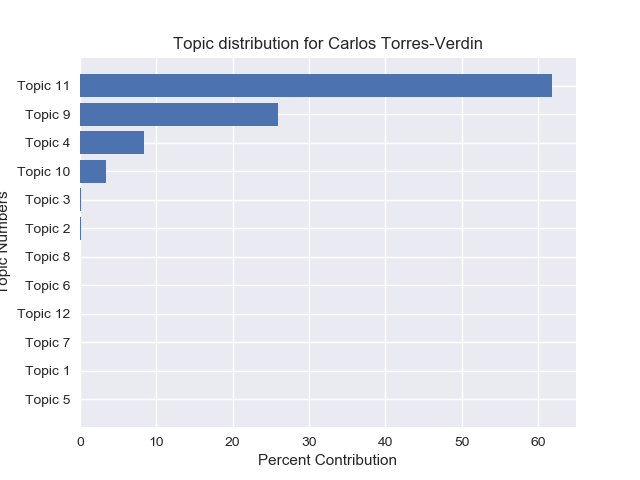 Topic distribution for Carlos Torres-Verdin
Topic 11
Topic 9
Topic 4
Topic 10
Topic 3
Topic 2
Topic 8
Topic 6
Topic 12
Topic 7
Topic 1
Topic 5
Topic Numbers
0 10 20 30 40 50 60
Percent Contribution